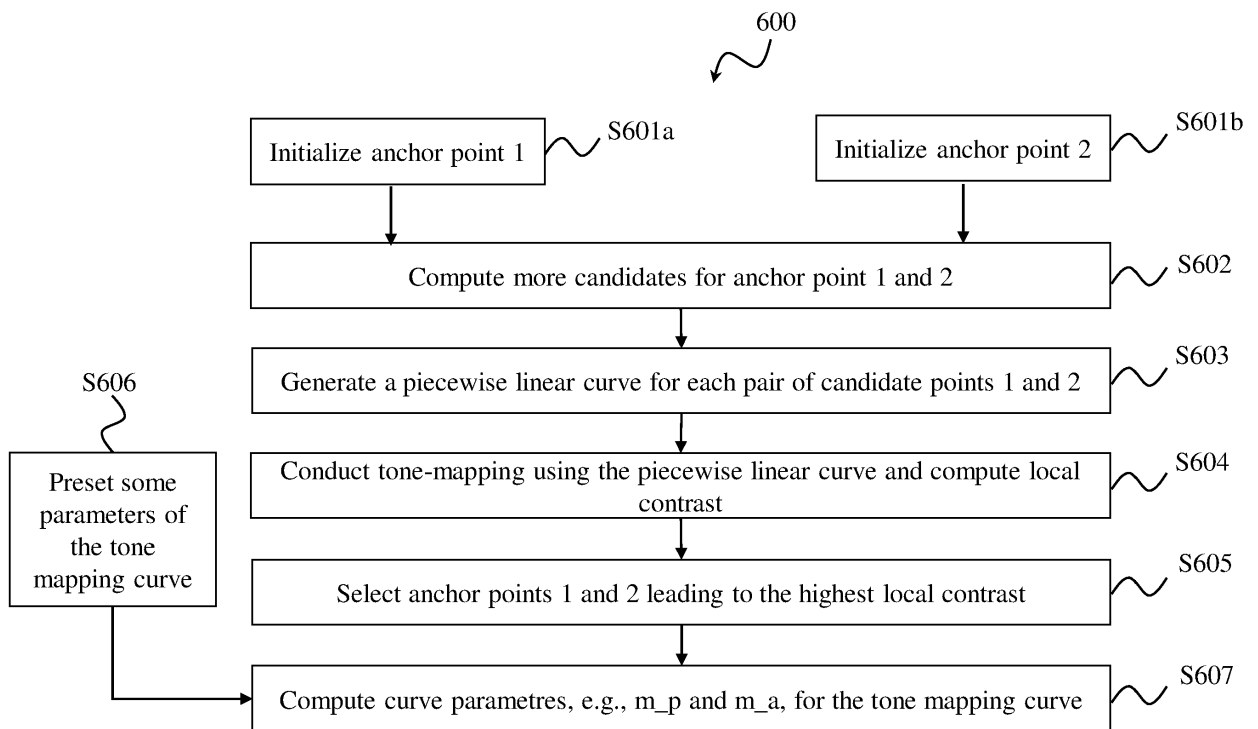 600
S601a
S601b
Initialize anchor point 1
Initialize anchor point 2
Compute more candidates for anchor point 1 and 2
S602
Generate a piecewise linear curve for each pair of candidate points 1 and 2
S603
S606
Preset some
parameters of
the tone
mapping curve
Conduct tone-mapping using the piecewise linear curve and compute local
contrast
S604
Select anchor points 1 and 2 leading to the highest local contrast
S605
Compute curve parametres, e.g., m_p and m_a, for the tone mapping curve
S607